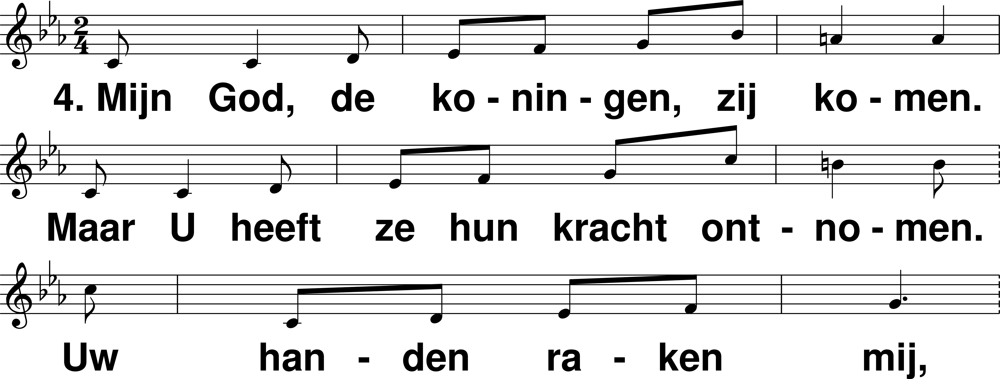 4. Mijn God, de ko - nin - gen, zij ko - men.
Maar U heeft ze hun kracht ont - no - men.
Uw han - den ra - ken mij,